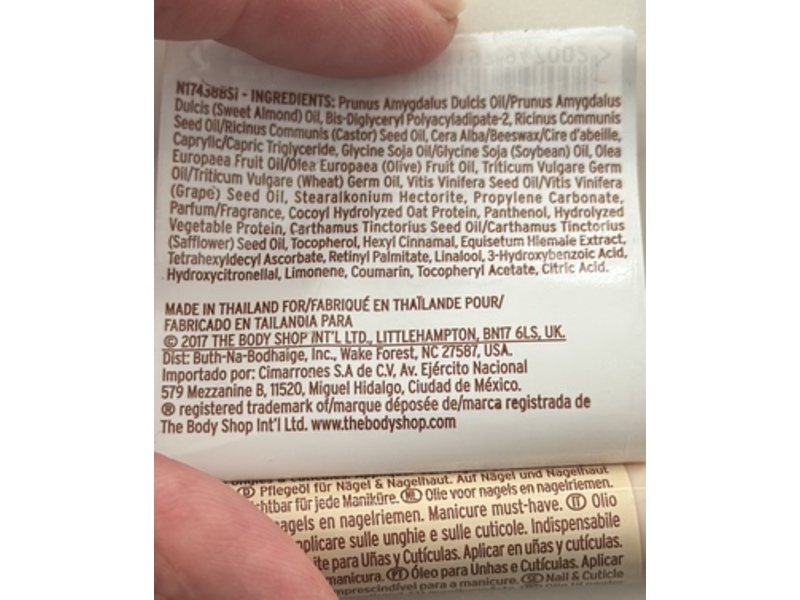 N17438BSi - INGREDIENTS: Prunus Amygdalus Dulcis Oil/Prunus Amygdalus
Dulcis (Sweet Almond) Oil, Bis-Diglyceryl Polyacyladipate-2, Ricinus Communis
Seed Oil/Ricinus Communis (Castor) Seed Oil, Cera Alba/Beeswax/Cire d'abeille,
Caprylic/Capric Triglyceride, Glycine Soja Oil/Glycine Soja (Soybean) Oil, Olea
Europaea Fruit Oil/Olea Europaea (Olive) Fruit Oil, Triticum Vulgare Germ
Oil/Triticum Vulgare (Wheat) Germ Oil, Vitis Vinifera Seed Oil/Vitis Vinifera
(Grape) Seed Oil, Stearalkonium Hectorite, Propylene Carbonate,
Parfum/Fragrance, Cocoyl Hydrolyzed Oat Protein, Panthenol, Hydrolyzed
Vegetable Protein, Carthamus Tinctorius Seed Oil/Carthamus Tinctorius
(Safflower) Seed Oil, Tocopherol, Hexyl Cinnamal, Equisetum Hiemale Extract,
Tetrahexyldecyl Ascorbate, Retinyl Palmitate, Linalool, 3-Hydroxybenzoic Acid,
Hydroxycitronellal, Limonene, Coumarin, Tocopheryl Acetate, Citric Acid.
MADE IN THAILAND FOR/FABRIQUÉ EN THAÏLANDE POUR/
FABRICADO EN TAILANDIA PARA
© 2017 THE BODY SHOP INT'L LTD., LITTLEHAMPTON, BN17 6LS, UK.
Dist: Buth-Na-Bodhaige, Inc., Wake Forest, NC 27587, USA.
Importado por: Cimarrones S.A de C.V, Av. Ejército Nacional
579 Mezzanine B, 11520, Miguel Hidalgo, Ciudad de México.
® registered trademark of/marque déposée de/marca registrada de
The Body Shop Int'l Ltd. www.thebodyshop.com
D Pflegeöl für Nägel & Nagelhaut. Auf Nägel und Nagelhaut
chtbar für jede Maniküre. NL Olie voor nagels en nagelriemen.
nagels en nagelriemen. Manicure must-have. IT Olio
plicare sulle unghie e sulle cuticole. Indispensabile
ite para Uñas y Cutículas. Aplicar en uñas y cutículas.
manicura. PT Óleo para Unhas e Cutículas. Aplicar
mprescindível para a manicure. Nail & Cuticle